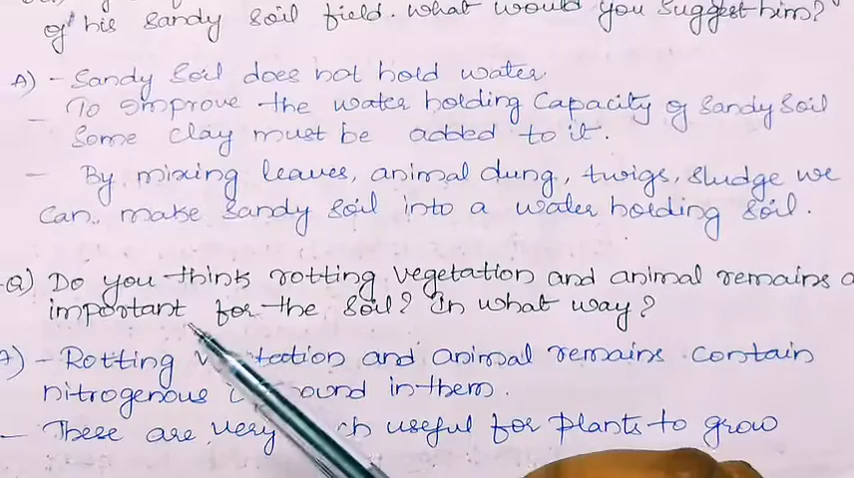 of his sandy soil field. what would you suggest him?
A) - Sandy Soil does not hold water.
- To improve the water holding Capacity of Sandy Soil
Some clay must be added to it.
- By mixing leaves, animal dung, twigs, sludge we
can make sandy soil into a water holding soil.
Q) Do you think rotting vegetation and animal remains
important for the soil? In what way?
A) - Rotting and animal remains contain
nitrogenous in them.
- These are very useful for plants to grow